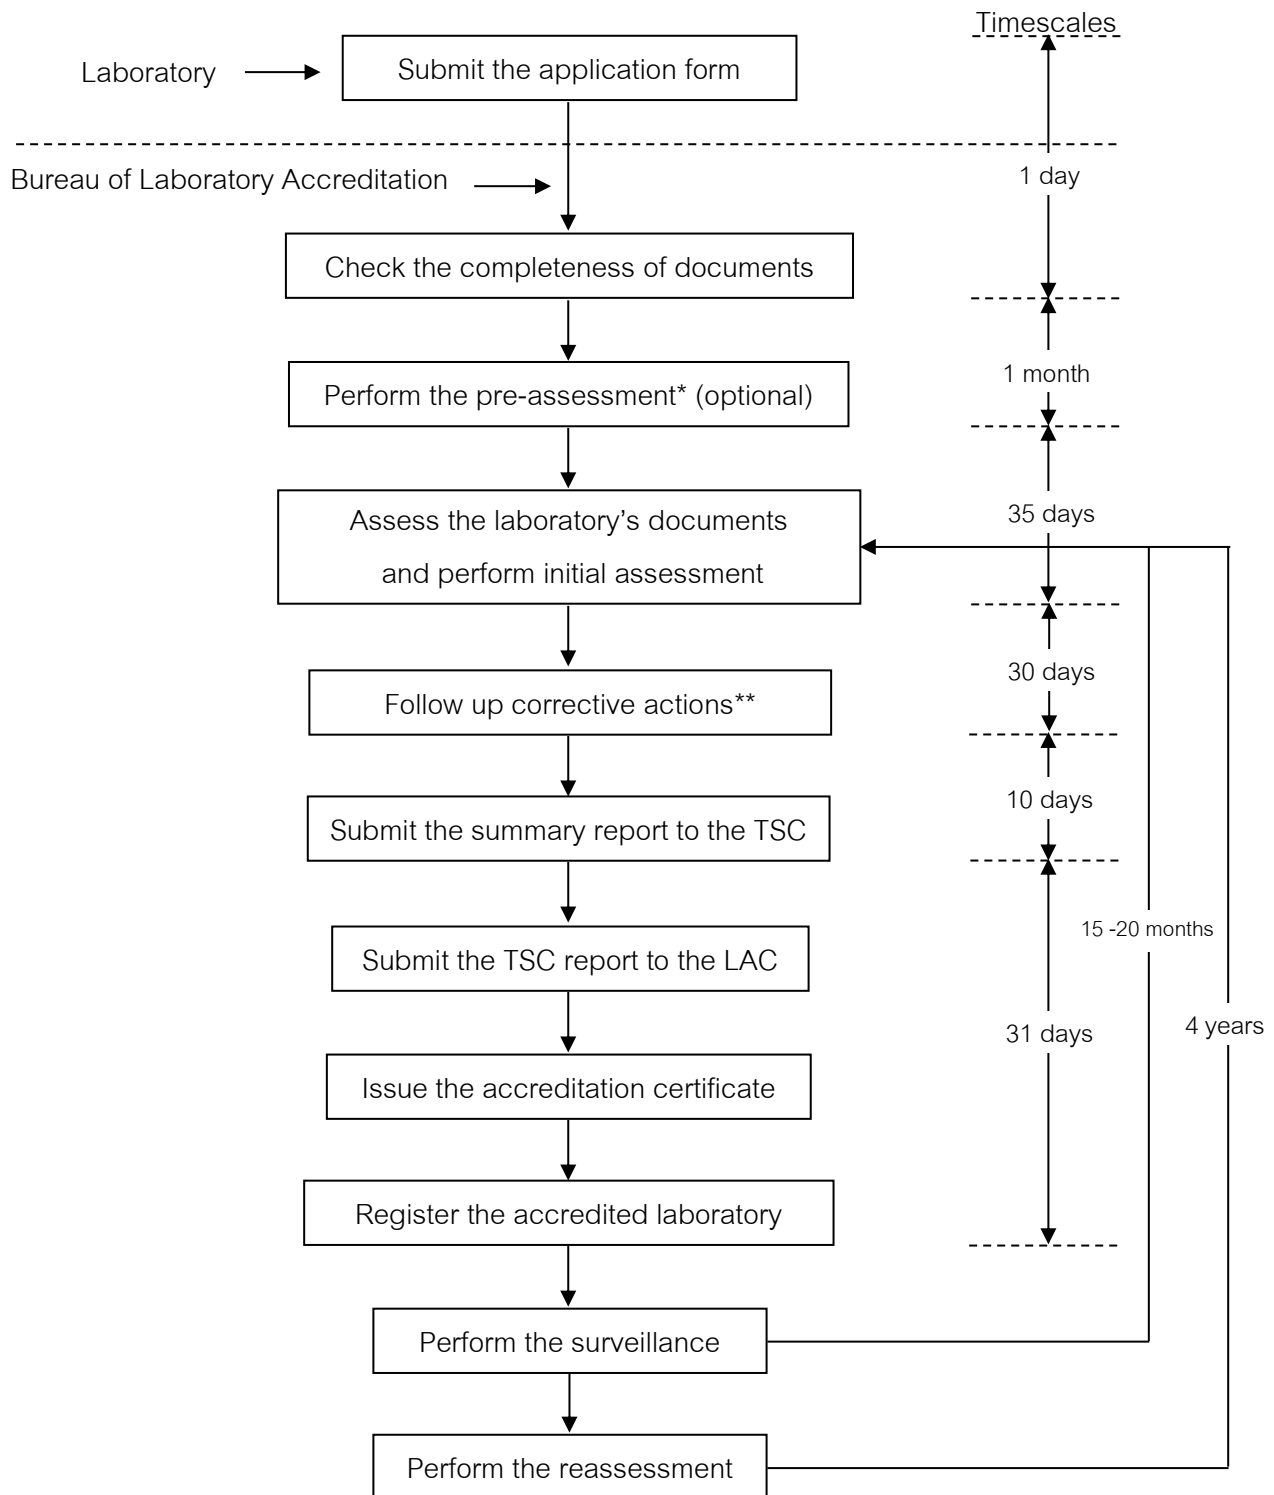 Timescales
Laboratory
Submit the application form
Bureau of Laboratory Accreditation
1 day
Check the completeness of documents
1 month
Perform the pre-assessment* (optional)
35 days
Assess the laboratory’s documents
and perform initial assessment
30 days
Follow up corrective actions**
10 days
Submit the summary report to the TSC
15 -20 months
Submit the TSC report to the LAC
4 years
31 days
Issue the accreditation certificate
Register the accredited laboratory
Perform the surveillance
Perform the reassessment